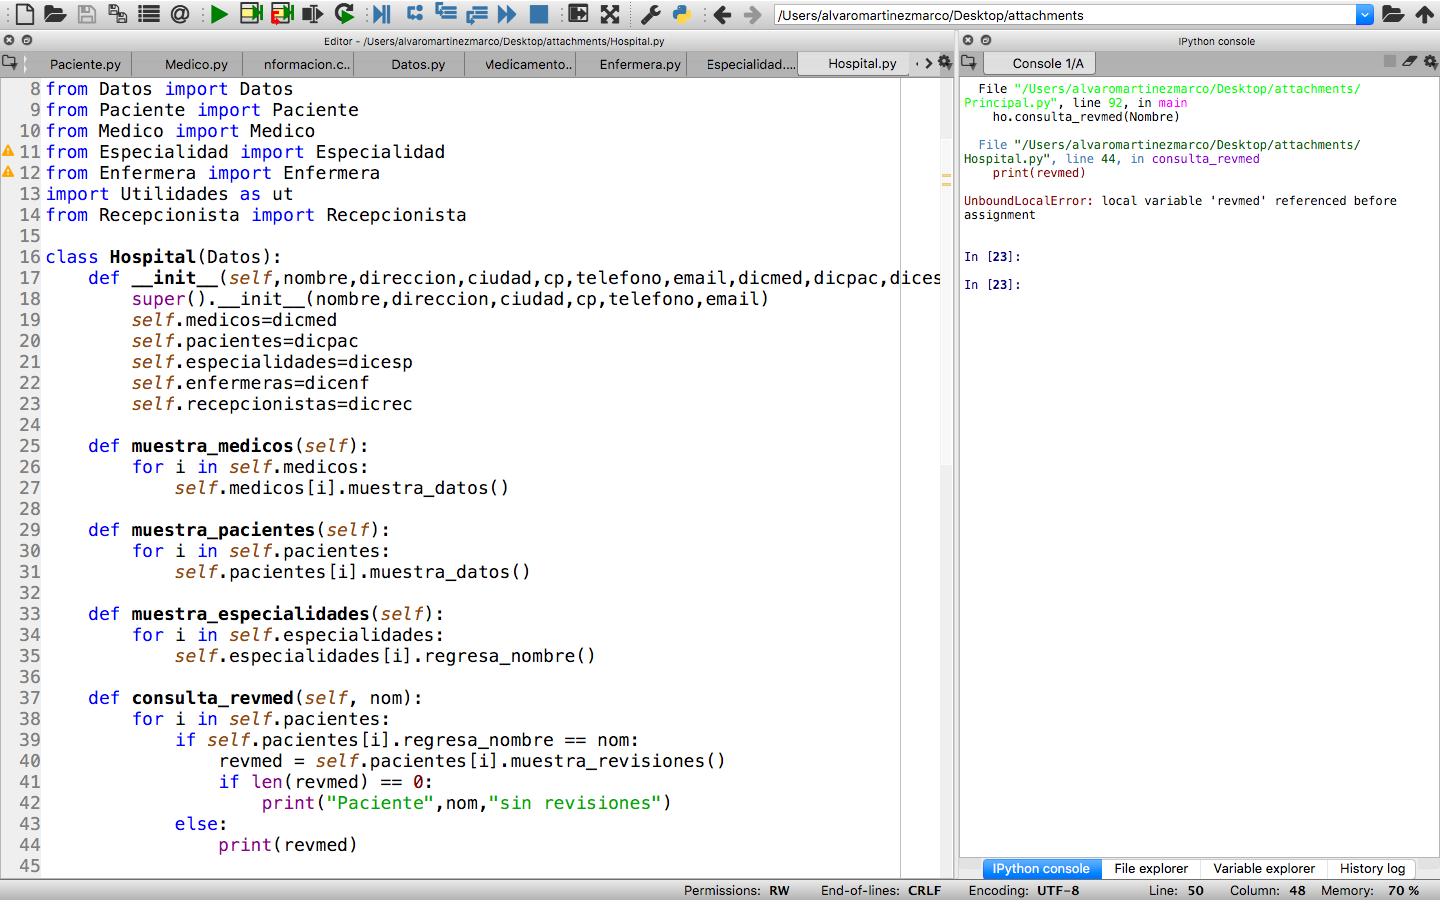 /Users/alvaromartinezmarco/Desktop/attachments
Editor - /Users/alvaromartinezmarco/Desktop/attachments/Hospital.py
IPython console
Paciente.py
Medico.py
nformacion.c..
Datos.py
Medicamento..
Enfermera.py
Especialidad....
Hospital.py
Console 1/A
8 from Datos import Datos
9 from Paciente import Paciente
10 from Medico import Medico
11 from Especialidad import Especialidad
12 from Enfermera import Enfermera
13 import Utilidades as ut
14 from Recepcionista import Recepcionista
15
16 class Hospital(Datos):
17     def __init__(self,nombre,direccion,ciudad,cp,telefono,email,dicmed,dicpac,dices
18         super().__init__(nombre,direccion,ciudad,cp,telefono,email)
19         self.medicos=dicmed
20         self.pacientes=dicpac
21         self.especialidades=dicesp
22         self.enfermeras=dicenf
23         self.recepcionistas=dicrec
24
25     def muestra_medicos(self):
26         for i in self.medicos:
27             self.medicos[i].muestra_datos()
28
29     def muestra_pacientes(self):
30         for i in self.pacientes:
31             self.pacientes[i].muestra_datos()
32
33     def muestra_especialidades(self):
34         for i in self.especialidades:
35             self.especialidades[i].regresa_nombre()
36
37     def consulta_revmed(self, nom):
38         for i in self.pacientes:
39             if self.pacientes[i].regresa_nombre == nom:
40                 revmed = self.pacientes[i].muestra_revisiones()
41                 if len(revmed) == 0:
42                     print("Paciente",nom,"sin revisiones")
43             else:
44                 print(revmed)
45
File "/Users/alvaromartinezmarco/Desktop/attachments/
Principal.py", line 92, in main
ho.consulta_revmed(Nombre)
File "/Users/alvaromartinezmarco/Desktop/attachments/
Hospital.py", line 44, in consulta_revmed
print(revmed)
UnboundLocalError: local variable 'revmed' referenced before
assignment
In [23]:
In [23]:
IPython console
File explorer
Variable explorer
History log
Permissions: RW
End-of-lines: CRLF
Encoding: UTF-8
Line: 50
Column: 48
Memory: 70 %